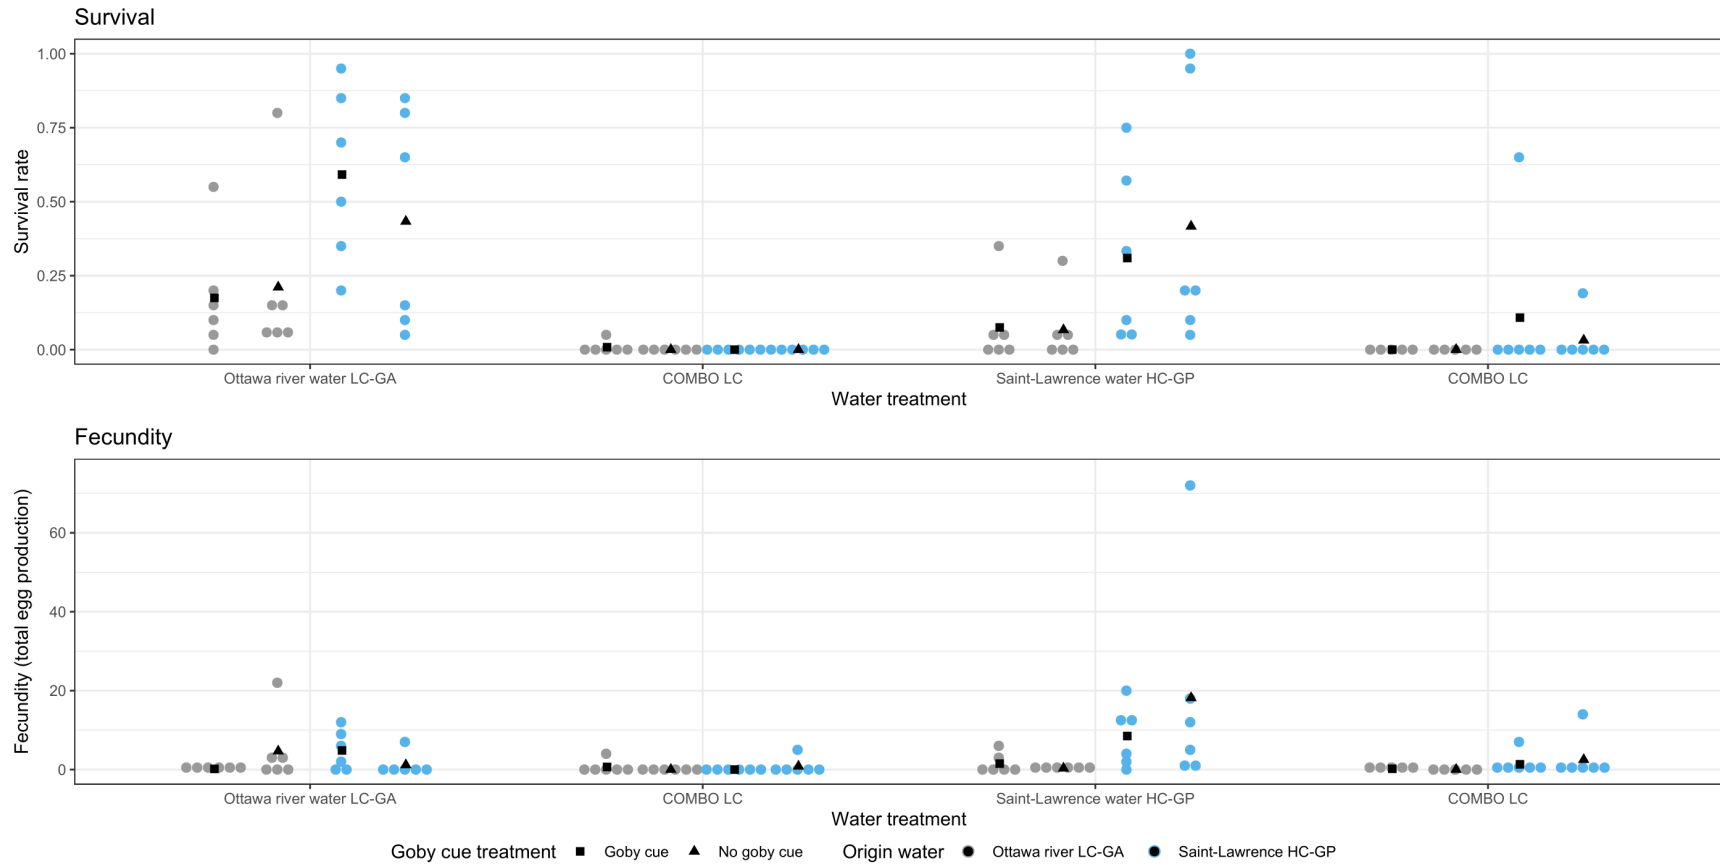 Survival
1.00
0.75
0.50
0.25
0.00
Survival rate
Ottawa river water LC-GA COMBO LC Saint-Lawrence water HC-GP COMBO LC
Water treatment
Fecundity
60
40
20
0
Fecundity (total egg production)
Ottawa river water LC-GA COMBO LC Saint-Lawrence water HC-GP COMBO LC
Water treatment
Goby cue treatment Goby cue No goby cue Origin water Ottawa river LC-GA Saint-Lawrence HC-GP